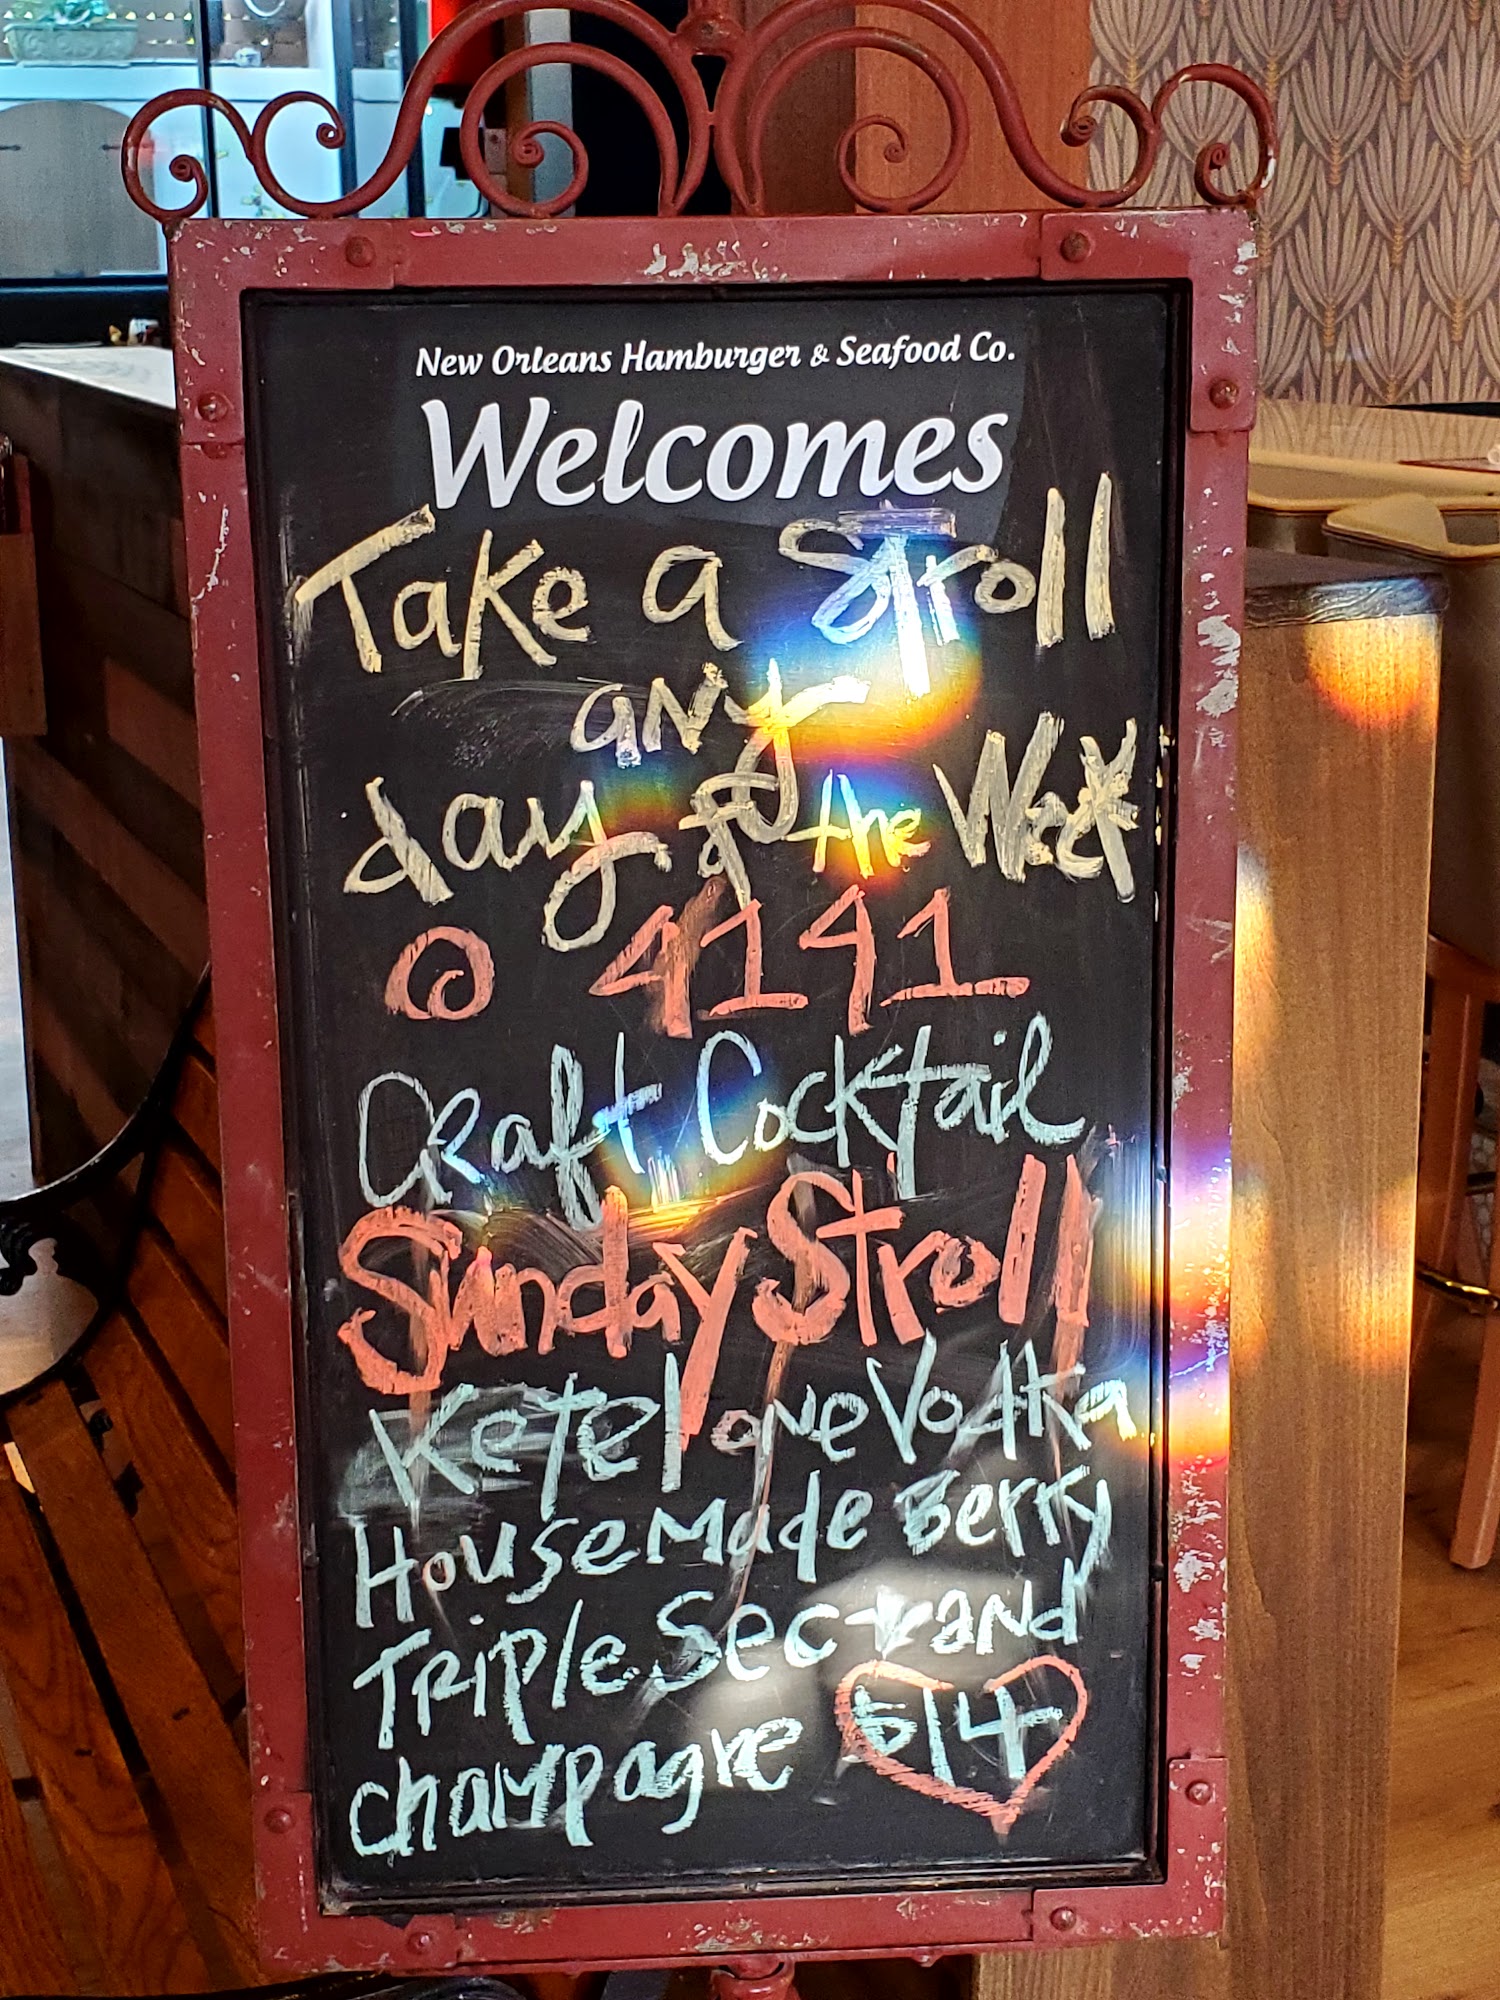 New Orleans Hamburger & Seafood Co.
Welcomes
Take a Stroll
any
day of the Week
@ 4141
Craft Cocktail
Sunday Stroll
Ketel one Vodka
House Made Berry
Triple Sec + and
champagne $14